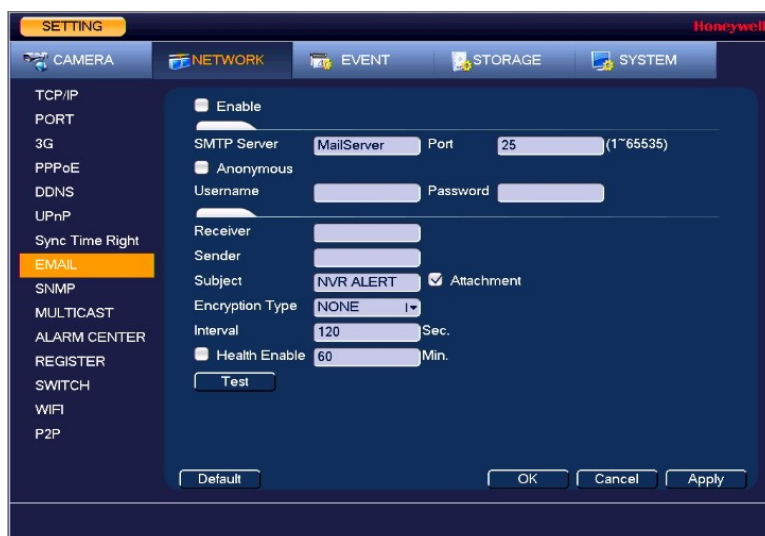 SETTING
Honeywell
CAMERA NETWORK EVENT STORAGE SYSTEM
TCP/IP
PORT
3G
PPPoE
DDNS
UPnP
Sync Time Right
EMAIL
SNMP
MULTICAST
ALARM CENTER
REGISTER
SWITCH
WIFI
P2P
Enable
SMTP Server MailServer Port 25 (1~65535)
Anonymous
Username Password
Receiver
Sender
Subject NVR ALERT Attachment
Encryption Type NONE
Interval 120 Sec.
Health Enable 60 Min.
Test
Default OK Cancel Apply